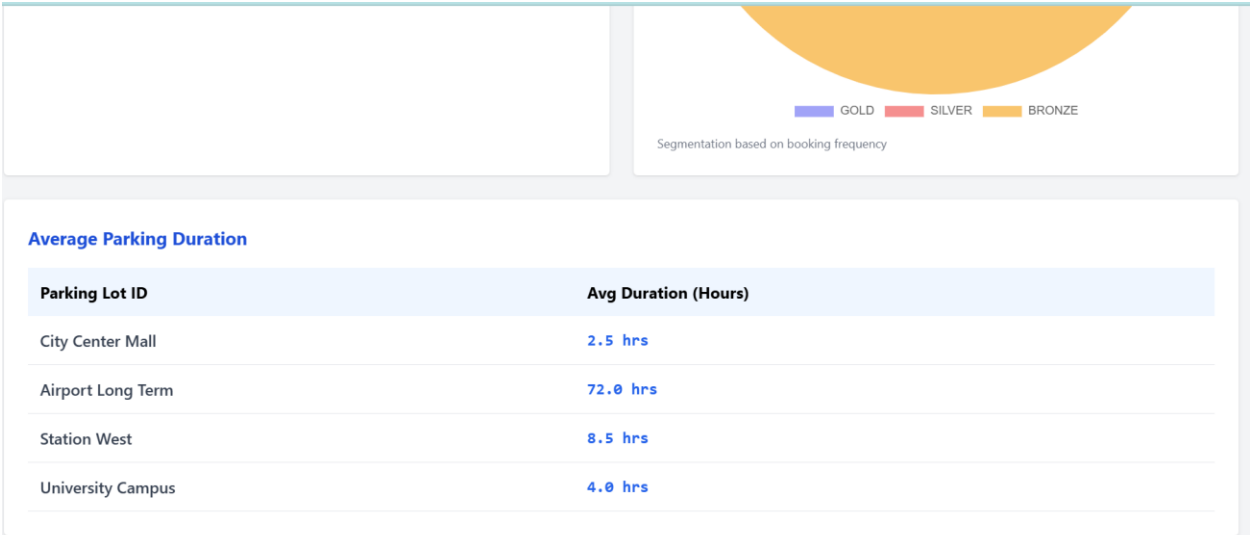 GOLD SILVER BRONZE
Segmentation based on booking frequency
Average Parking Duration
Parking Lot ID Avg Duration (Hours)
City Center Mall 2.5 hrs
Airport Long Term 72.0 hrs
Station West 8.5 hrs
University Campus 4.0 hrs